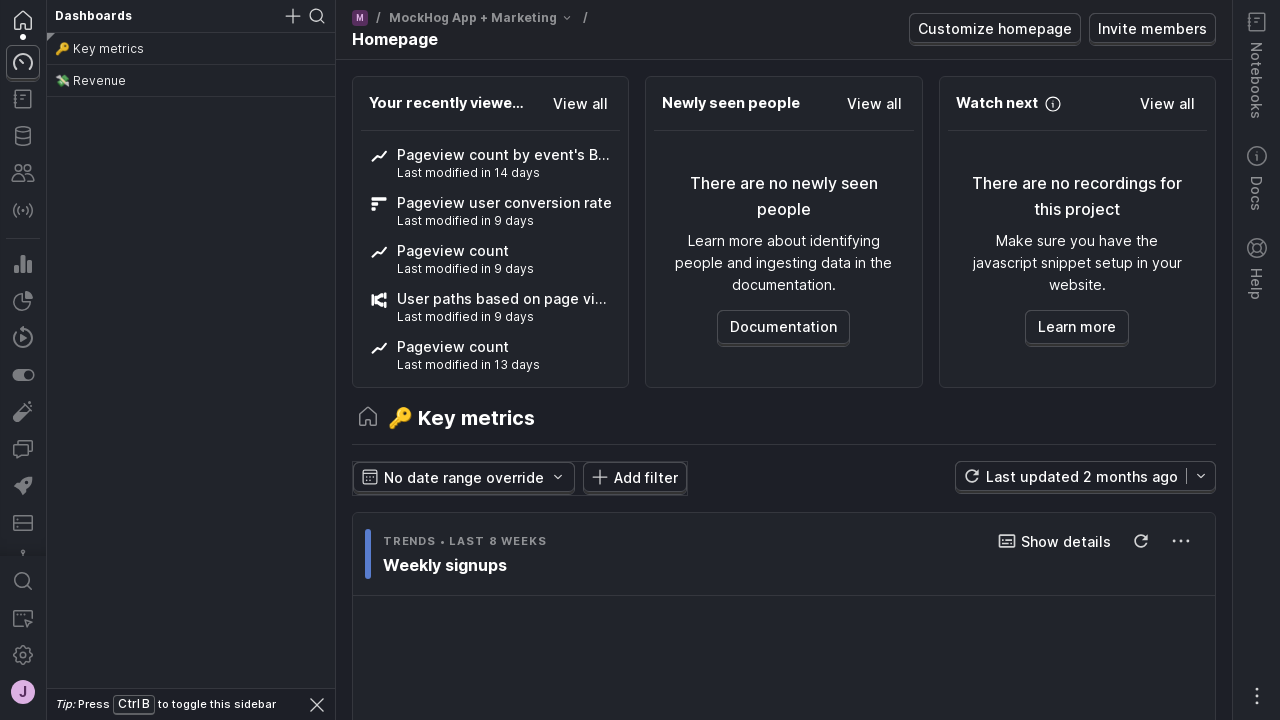 Dashboards
🔑 Key metrics
💸 Revenue
Tip: Press Ctrl B to toggle this sidebar
J
M / MockHog App + Marketing /
Homepage
Customize homepage
Invite members
Your recently viewe...
View all
Pageview count by event's B...
Last modified in 14 days
Pageview user conversion rate
Last modified in 9 days
Pageview count
Last modified in 9 days
User paths based on page vi...
Last modified in 9 days
Pageview count
Last modified in 13 days
Newly seen people
View all
There are no newly seen
people
Learn more about identifying
people and ingesting data in the
documentation.
Documentation
Watch next
View all
There are no recordings for
this project
Make sure you have the
javascript snippet setup in your
website.
Learn more
🔑 Key metrics
No date range override
Add filter
Last updated 2 months ago
TRENDS • LAST 8 WEEKS
Weekly signups
Show details
Notebooks
Docs
Help